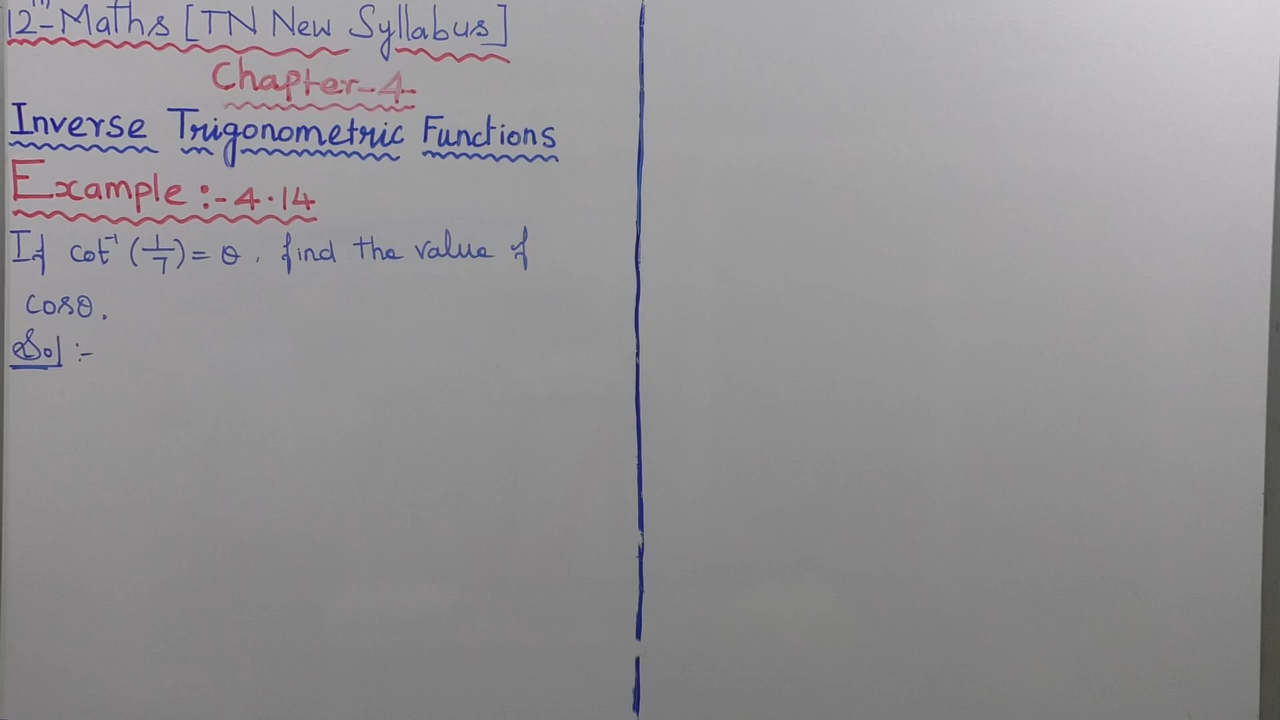 12th-Maths [TN New Syllabus]
Chapter-4
Inverse Trigonometric Functions
Example :- 4.14
If cot⁻¹ (1/7) = θ, find the value of
cosθ.
Sol :-